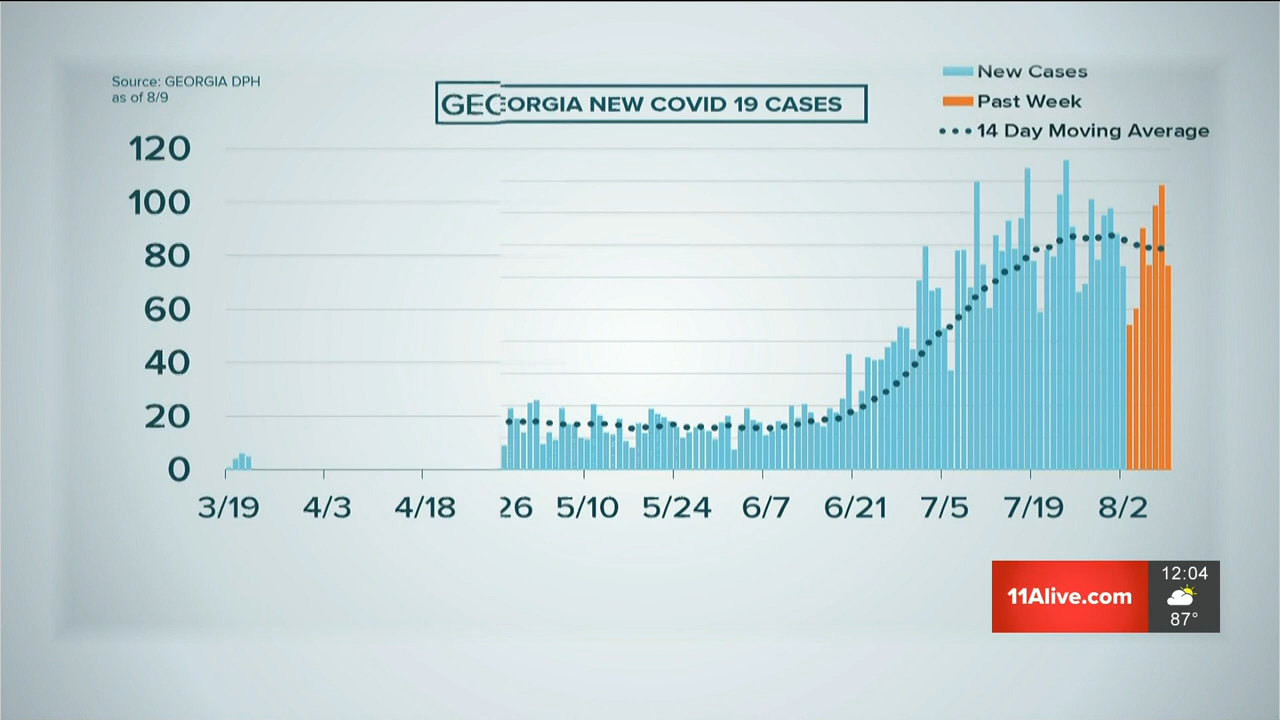 Source: GEORGIA DPH
as of 8/9
GEORGIA NEW COVID 19 CASES
New Cases
Past Week
14 Day Moving Average
120
100
80
60
40
20
0
3/19 4/3 4/18 26 5/10 5/24 6/7 6/21 7/5 7/19 8/2
11Alive.com
12:04
87°